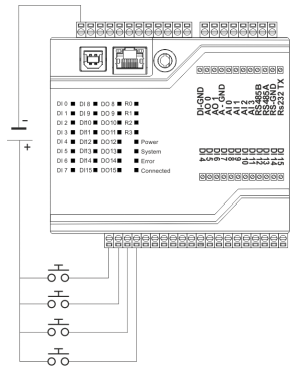 DI 0 DI 8 DO 8 R0
DI 1 DI 9 DO 9 R1
DI 2 DI10 DO10 R2
DI 3 DI11 DO11 R3
DI 4 DI12 DO12 Power
DI 5 DI13 DO13 System
DI 6 DI14 DO14 Error
DI 7 DI15 DO15 Connected
DI-GND
AO 0
AO 1
A - GND
AI 0
AI 1
AI 2
AI 3
RS485B
RS485A
RS-GND
Rs232 TX
DI 4
DI 5
DI 6
DI 7
DI 8
DI 9
DI 10
DI 11
DI 12
DI 13
DI 14
DI 15
-
+